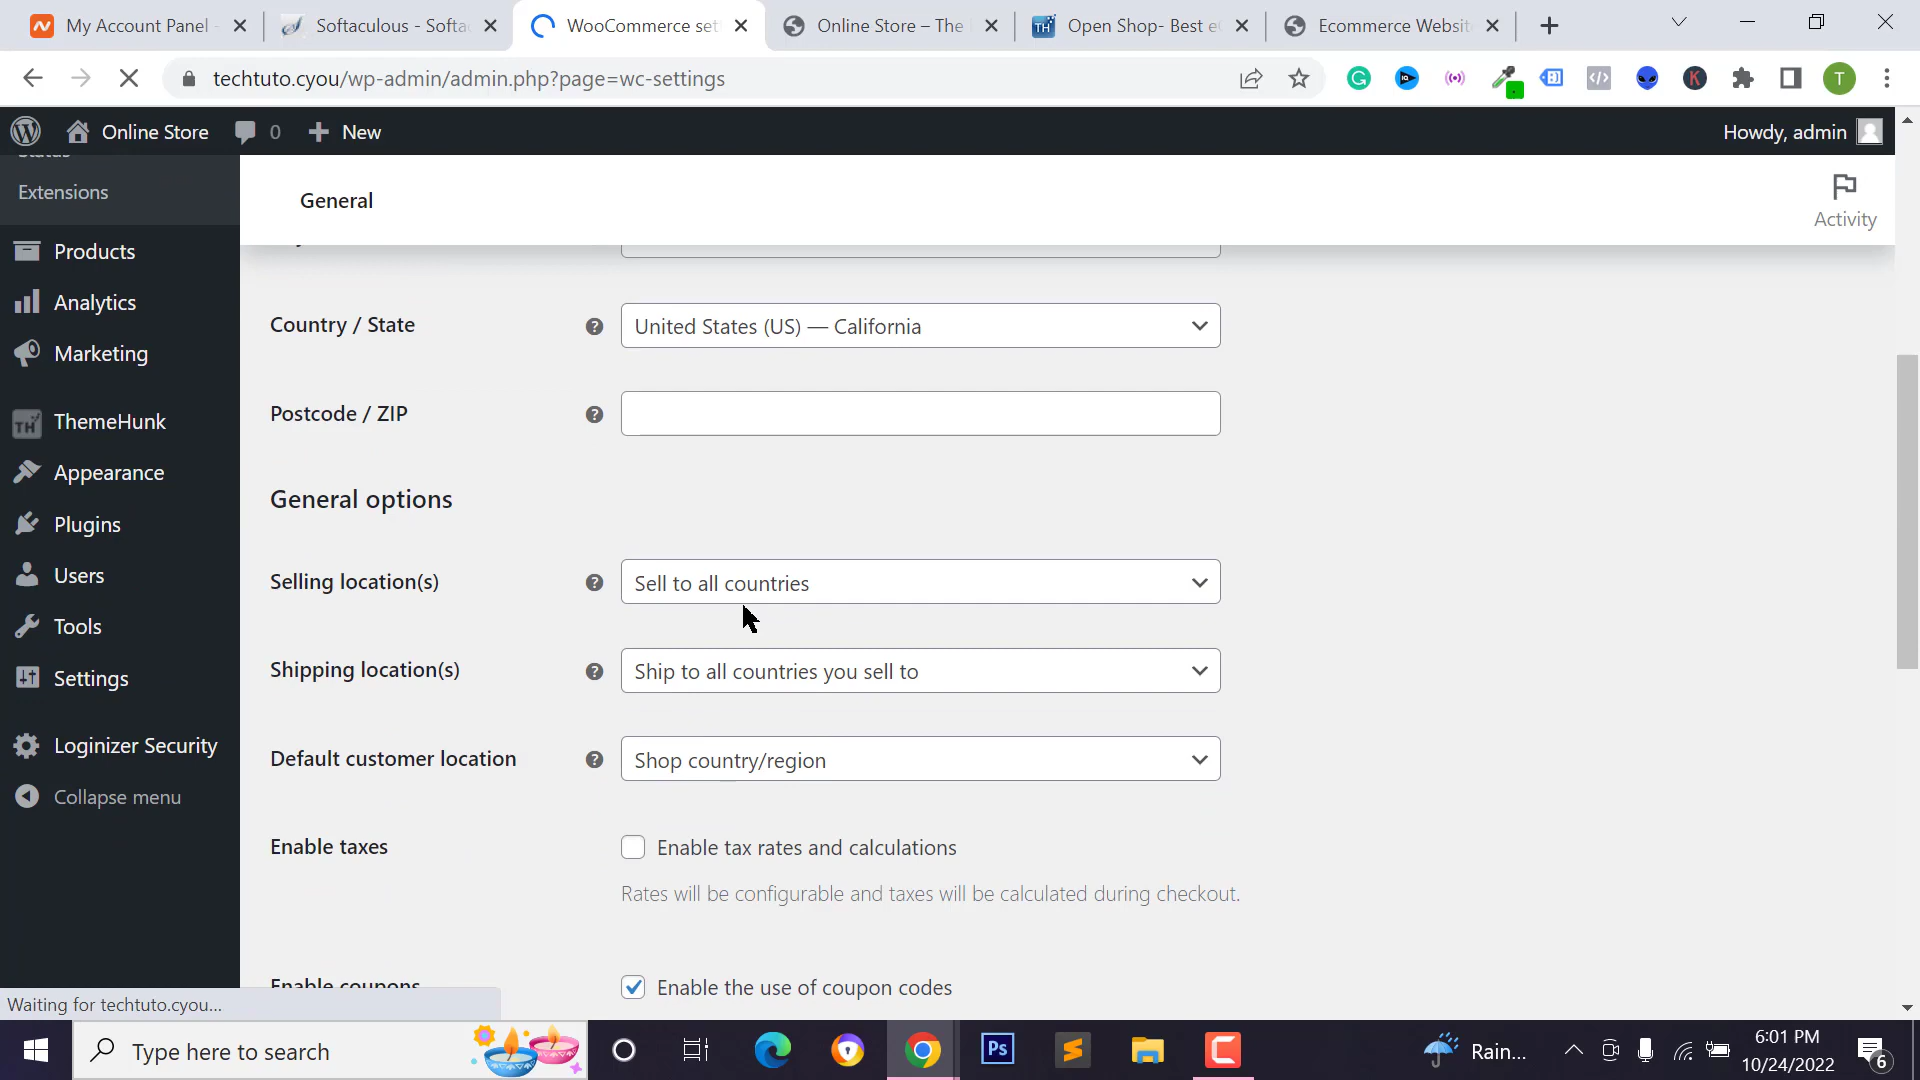 My Account Panel -
Softaculous - Softa
WooCommerce set
Online Store – The
Open Shop- Best e
Ecommerce Websit
techtuto.cyou/wp-admin/admin.php?page=wc-settings
Online Store
0
New
Howdy, admin
Extensions
General
Activity
Products
Analytics
Marketing
ThemeHunk
Appearance
Plugins
Users
Tools
Settings
Loginizer Security
Collapse menu
Country / State
United States (US) — California
Postcode / ZIP
General options
Selling location(s)
Sell to all countries
Shipping location(s)
Ship to all countries you sell to
Default customer location
Shop country/region
Enable taxes
Enable tax rates and calculations
Rates will be configurable and taxes will be calculated during checkout.
Enable coupons
Enable the use of coupon codes
Waiting for techtuto.cyou...
Type here to search
Ps
Rain...
6:01 PM
10/24/2022
6